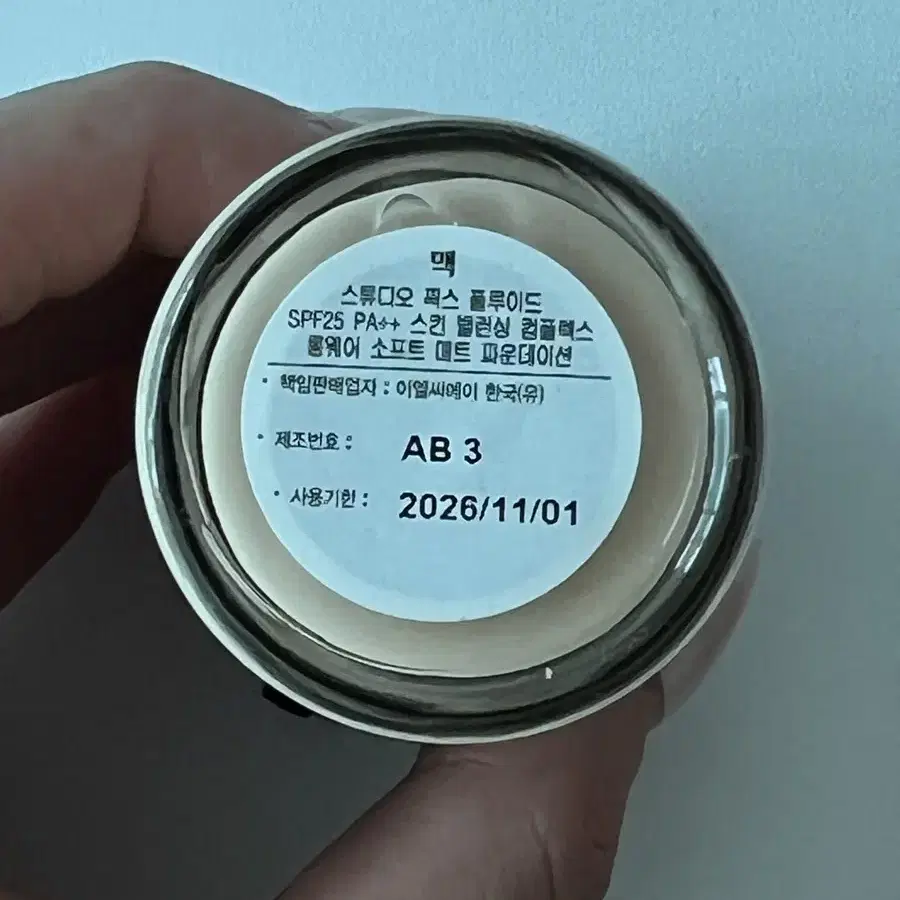 맥
스튜디오 픽스 플루이드
SPF25 PA++ 스킨 밸런싱 컴플렉스
롱웨어 소프트 매트 파운데이션
• 책임판매업자 : 이엘씨에이 한국(유)
• 제조번호 : AB 3
• 사용기한 : 2026/11/01